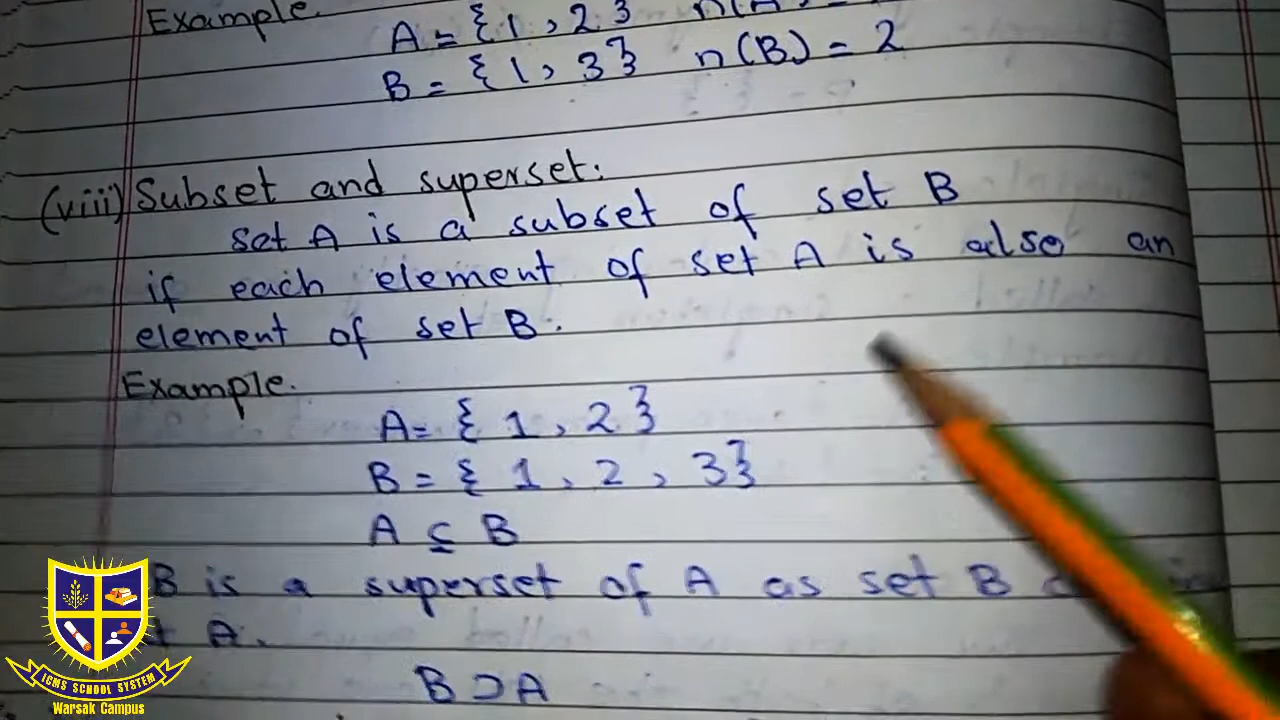 Example.
A = {1, 2} n(A) =
B = {1, 3} n(B) = 2
(viii) Subset and superset.
set A is a subset of set B
if each element of set A is also an
element of set B.
Example.
A = { 1, 2 }
B = { 1, 2, 3 }
A ⊆ B
B is a superset of A as set B
A.
B ⊃ A
ICMS SCHOOL SYSTEM
Warsak Campus